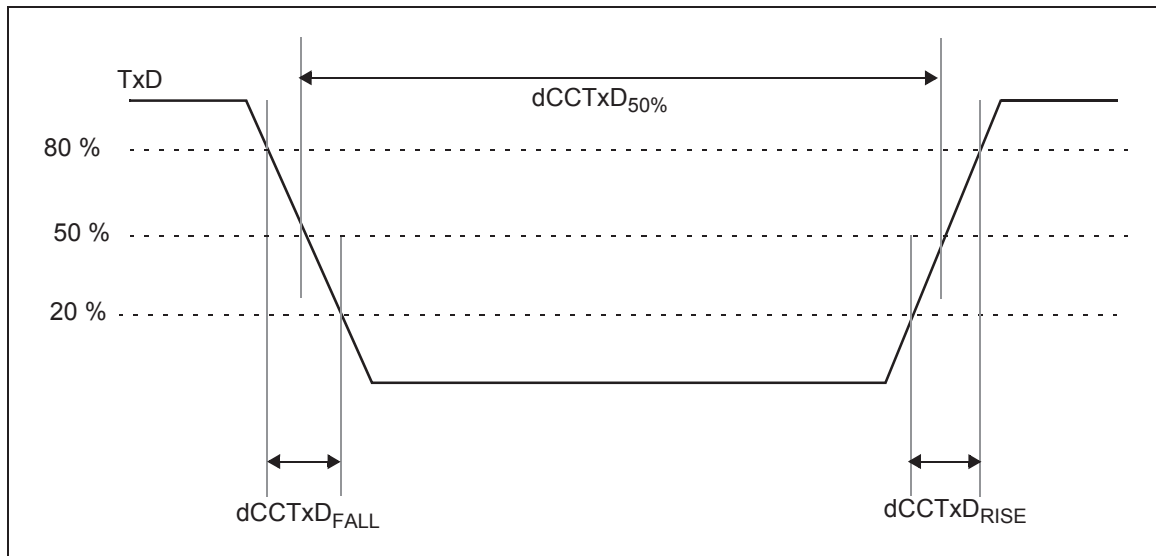 TxD
dCCTxD50%
80 %
50 %
20 %
dCCTxDFALL
dCCTxDRISE